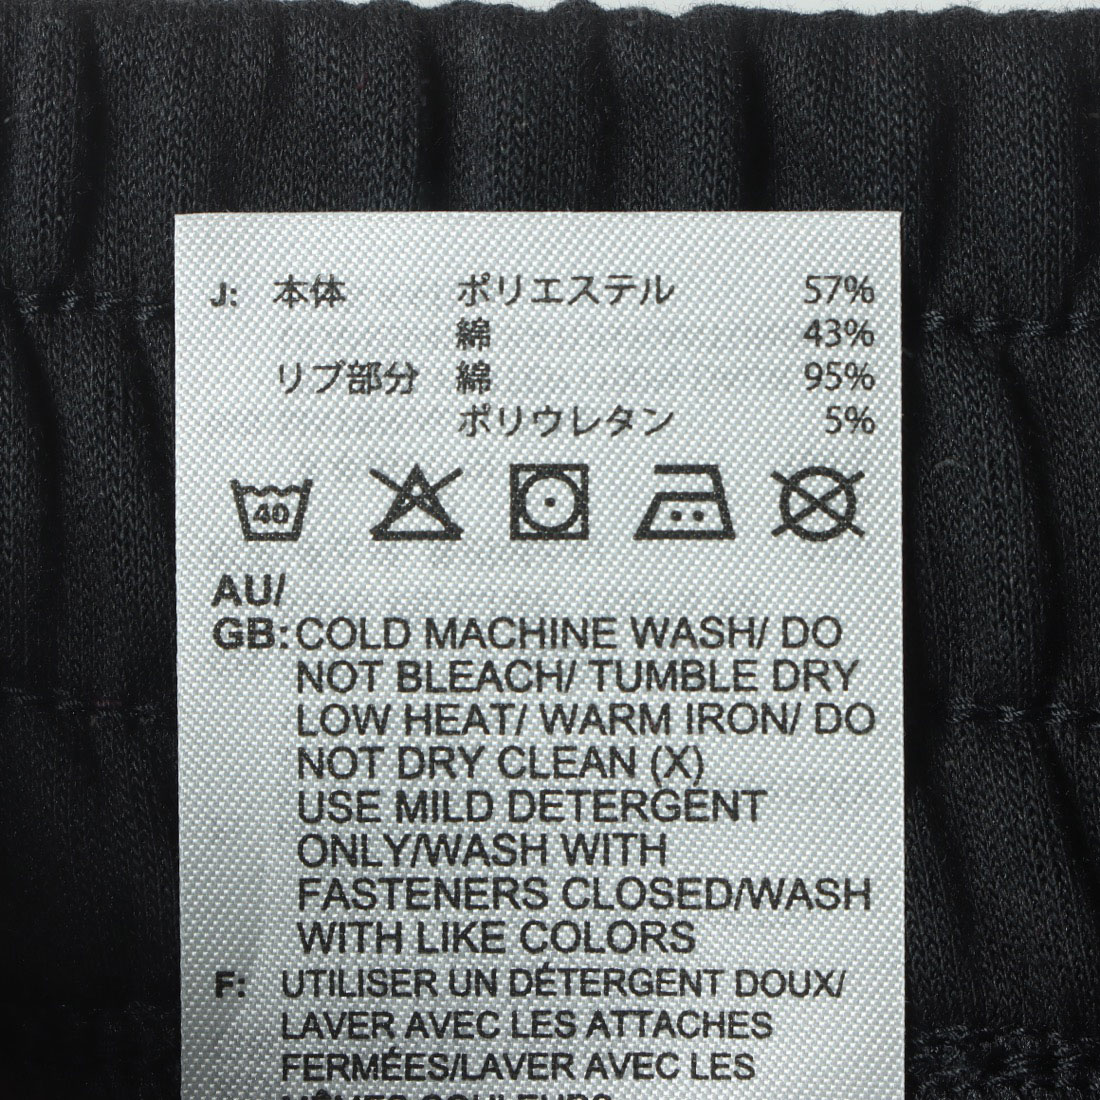 J: 本体 ポリエステル 57%
綿 43%
リブ部分 綿 95%
ポリウレタン 5%
40
AU/
GB: COLD MACHINE WASH/ DO
NOT BLEACH/ TUMBLE DRY
LOW HEAT/ WARM IRON/ DO
NOT DRY CLEAN (X)
USE MILD DETERGENT
ONLY/WASH WITH
FASTENERS CLOSED/WASH
WITH LIKE COLORS
F: UTILISER UN DÉTERGENT DOUX/
LAVER AVEC LES ATTACHES
FERMÉES/LAVER AVEC LES